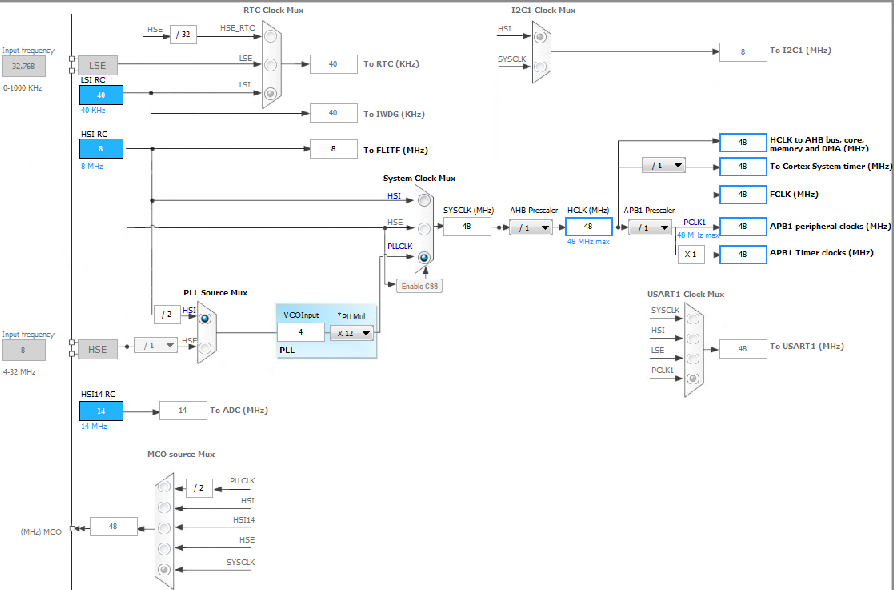 RTC Clock Mux
I2C1 Clock Mux
HSE
/ 32
HSE_RTC
HSI
Input frequency
32.768
0-1000 KHz
LSE
LSE
40
To RTC (KHz)
SYSCLK
8
To I2C1 (MHz)
LSI RC
40
40 KHz
LSI
40
To IWDG (KHz)
HSI RC
8
8 MHz
8
To FLITF (MHz)
48
HCLK to AHB bus, core,
memory and DMA (MHz)
/ 1
48
To Cortex System timer (MHz)
48
FCLK (MHz)
System Clock Mux
HSI
HSE
PLLCLK
SYSCLK (MHz)
48
AHB Prescaler
/ 1
HCLK (MHz)
48
48 MHz max
APB1 Prescaler
/ 1
PCLK1
48 MHz max
48
APB1 peripheral clocks (MHz)
X 1
48
APB1 Timer clocks (MHz)
Enable CSS
PLL Source Mux
/ 2
HSI
VCOInput
4
*PLLMul
X 12
PLL
Input frequency
8
4-32 MHz
HSE
/ 1
HSE
USART1 Clock Mux
SYSCLK
HSI
LSE
PCLK1
48
To USART1 (MHz)
HSI14 RC
14
14 MHz
14
To ADC (MHz)
MCO source Mux
/ 2
PLLCLK
HSI
HSI14
HSE
SYSCLK
(MHz) MCO
48